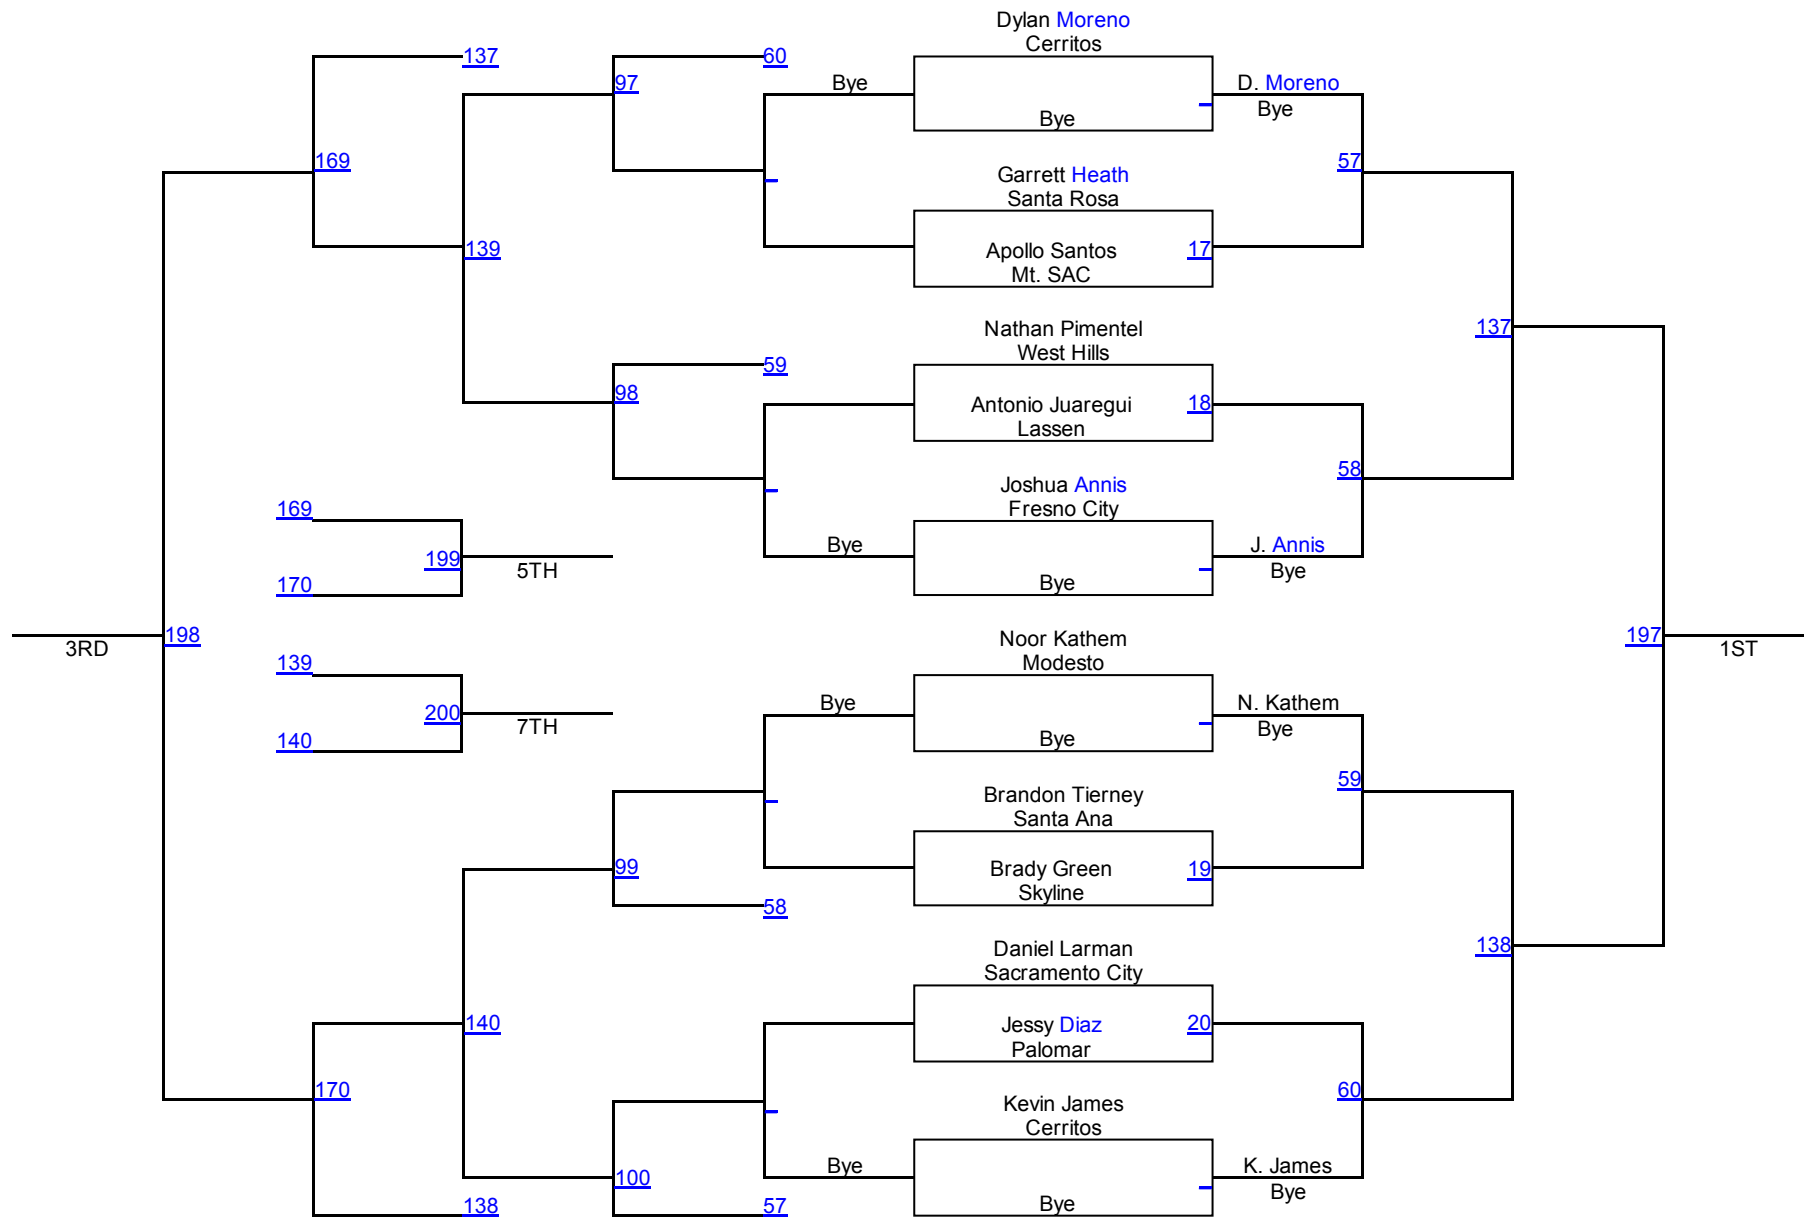 Dylan Moreno
Cerritos
137
60
97
Bye
D. Moreno
Bye
Bye
169
57
Garrett Heath
Santa Rosa
139
Apollo Santos
17
Mt. SAC
Nathan Pimentel
137
West Hills
59
98
Antonio Juaregui
18
Lassen
58
Joshua Annis
169
Fresno City
199
5TH
Bye
J. Annis
Bye
170
Bye
3RD
198
Noor Kathem
197
1ST
139
Modesto
Bye
N. Kathem
200
7TH
Bye
140
Bye
59
Brandon Tierney
Santa Ana
99
Brady Green
19
58
Skyline
Daniel Larman
138
Sacramento City
140
Jessy Diaz
20
Palomar
170
60
Kevin James
Cerritos
Bye
K. James
100
Bye
138
57
Bye